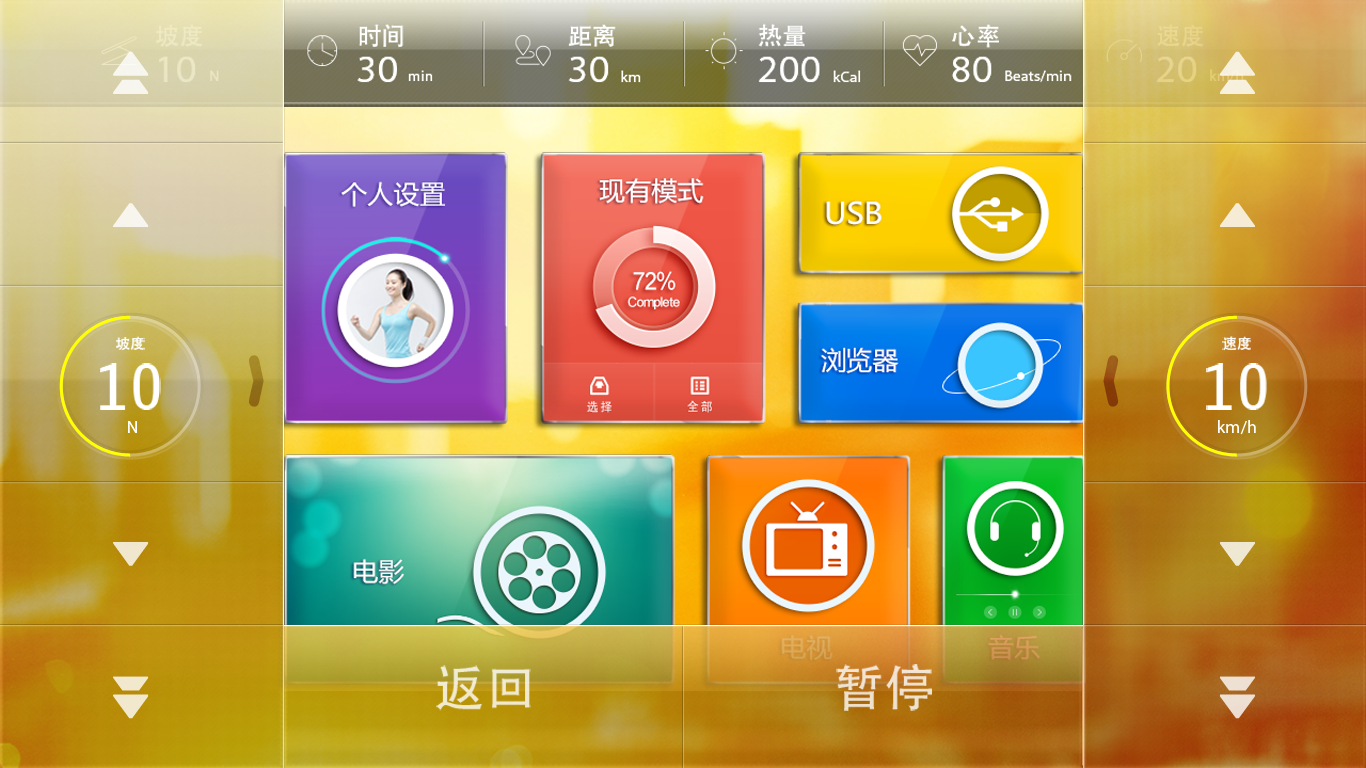 坡度
10 N
时间
30 min
距离
30 km
热量
200 kCal
心率
80 Beats/min
速度
20 km/h
个人设置
现有模式
72%
Complete
选择
全部
USB
浏览器
坡度
10
N
速度
10
km/h
电影
电视
音乐
返回
暂停